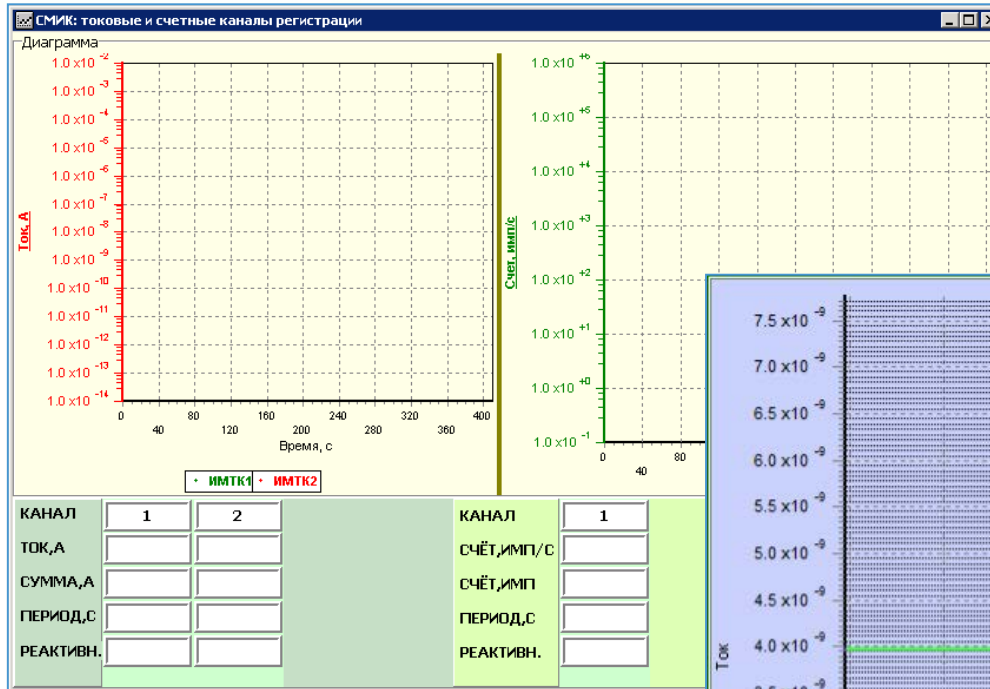 СМИК: токовые и счетные каналы регистрации
Диаграмма
1.0 x10 -2
1.0 x10 -3
1.0 x10 -4
1.0 x10 -5
1.0 x10 -6
1.0 x10 -7
1.0 x10 -8
1.0 x10 -9
1.0 x10 -10
1.0 x10 -11
1.0 x10 -12
1.0 x10 -13
1.0 x10 -14
Ток, А
0 80 160 240 320 400
40 120 200 280 360
Время, с
ИМТК1 ИМТК2
1.0 x10 +6
1.0 x10 +5
1.0 x10 +4
1.0 x10 +3
1.0 x10 +2
1.0 x10 +1
1.0 x10 +0
1.0 x10 -1
Счет, имп/с
0 80
40
КАНАЛ 1 2
ТОК,А
СУММА,А
ПЕРИОД,С
РЕАКТИВН.
КАНАЛ 1
СЧЁТ,ИМП/С
СЧЁТ,ИМП
ПЕРИОД,С
РЕАКТИВН.
7.5 x10 -9
7.0 x10 -9
6.5 x10 -9
6.0 x10 -9
5.5 x10 -9
5.0 x10 -9
4.5 x10 -9
4.0 x10 -9
Ток